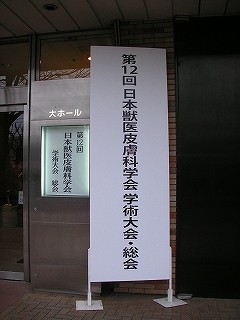 大ホール
第12回
日本獣医皮膚科学会
学術大会 総会
第12回 日本獣医皮膚科学会 学術大会・総会